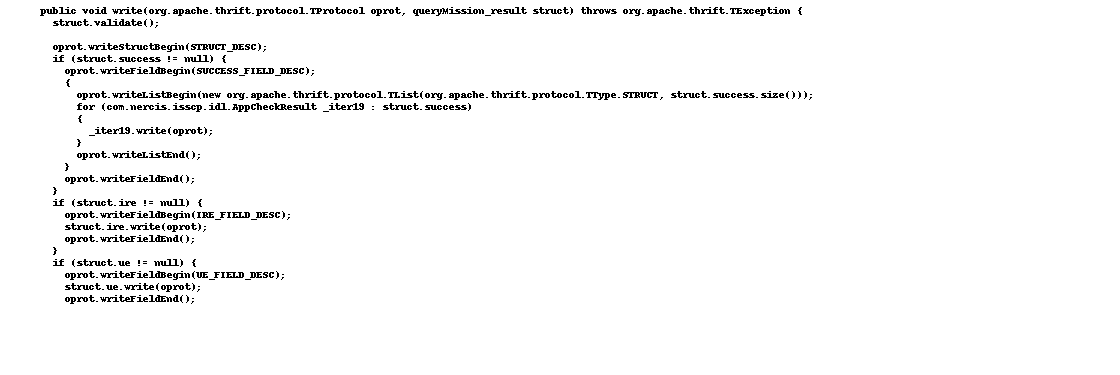 public void write(org.apache.thrift.protocol.TProtocol oprot, queryMission_result struct) throws org.apache.thrift.TException {
struct.validate();
oprot.writeStructBegin(STRUCT_DESC);
if (struct.success != null) {
oprot.writeFieldBegin(SUCCESS_FIELD_DESC);
{
oprot.writeListBegin(new org.apache.thrift.protocol.TList(org.apache.thrift.protocol.TType.STRUCT, struct.success.size()));
for (com.nercis.isscp.idl.AppCheckResult _iter19 : struct.success)
{
_iter19.write(oprot);
}
oprot.writeListEnd();
}
oprot.writeFieldEnd();
}
if (struct.ire != null) {
oprot.writeFieldBegin(IRE_FIELD_DESC);
struct.ire.write(oprot);
oprot.writeFieldEnd();
}
if (struct.ue != null) {
oprot.writeFieldBegin(UE_FIELD_DESC);
struct.ue.write(oprot);
oprot.writeFieldEnd();